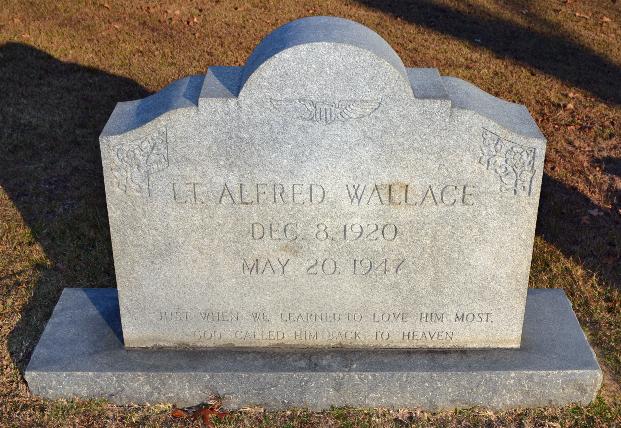 LT. ALFRED WALLACE
DEC. 8, 1920
MAY 20, 1947
JUST WHEN WE LEARNED TO LOVE HIM MOST,
GOD CALLED HIM BACK TO HEAVEN